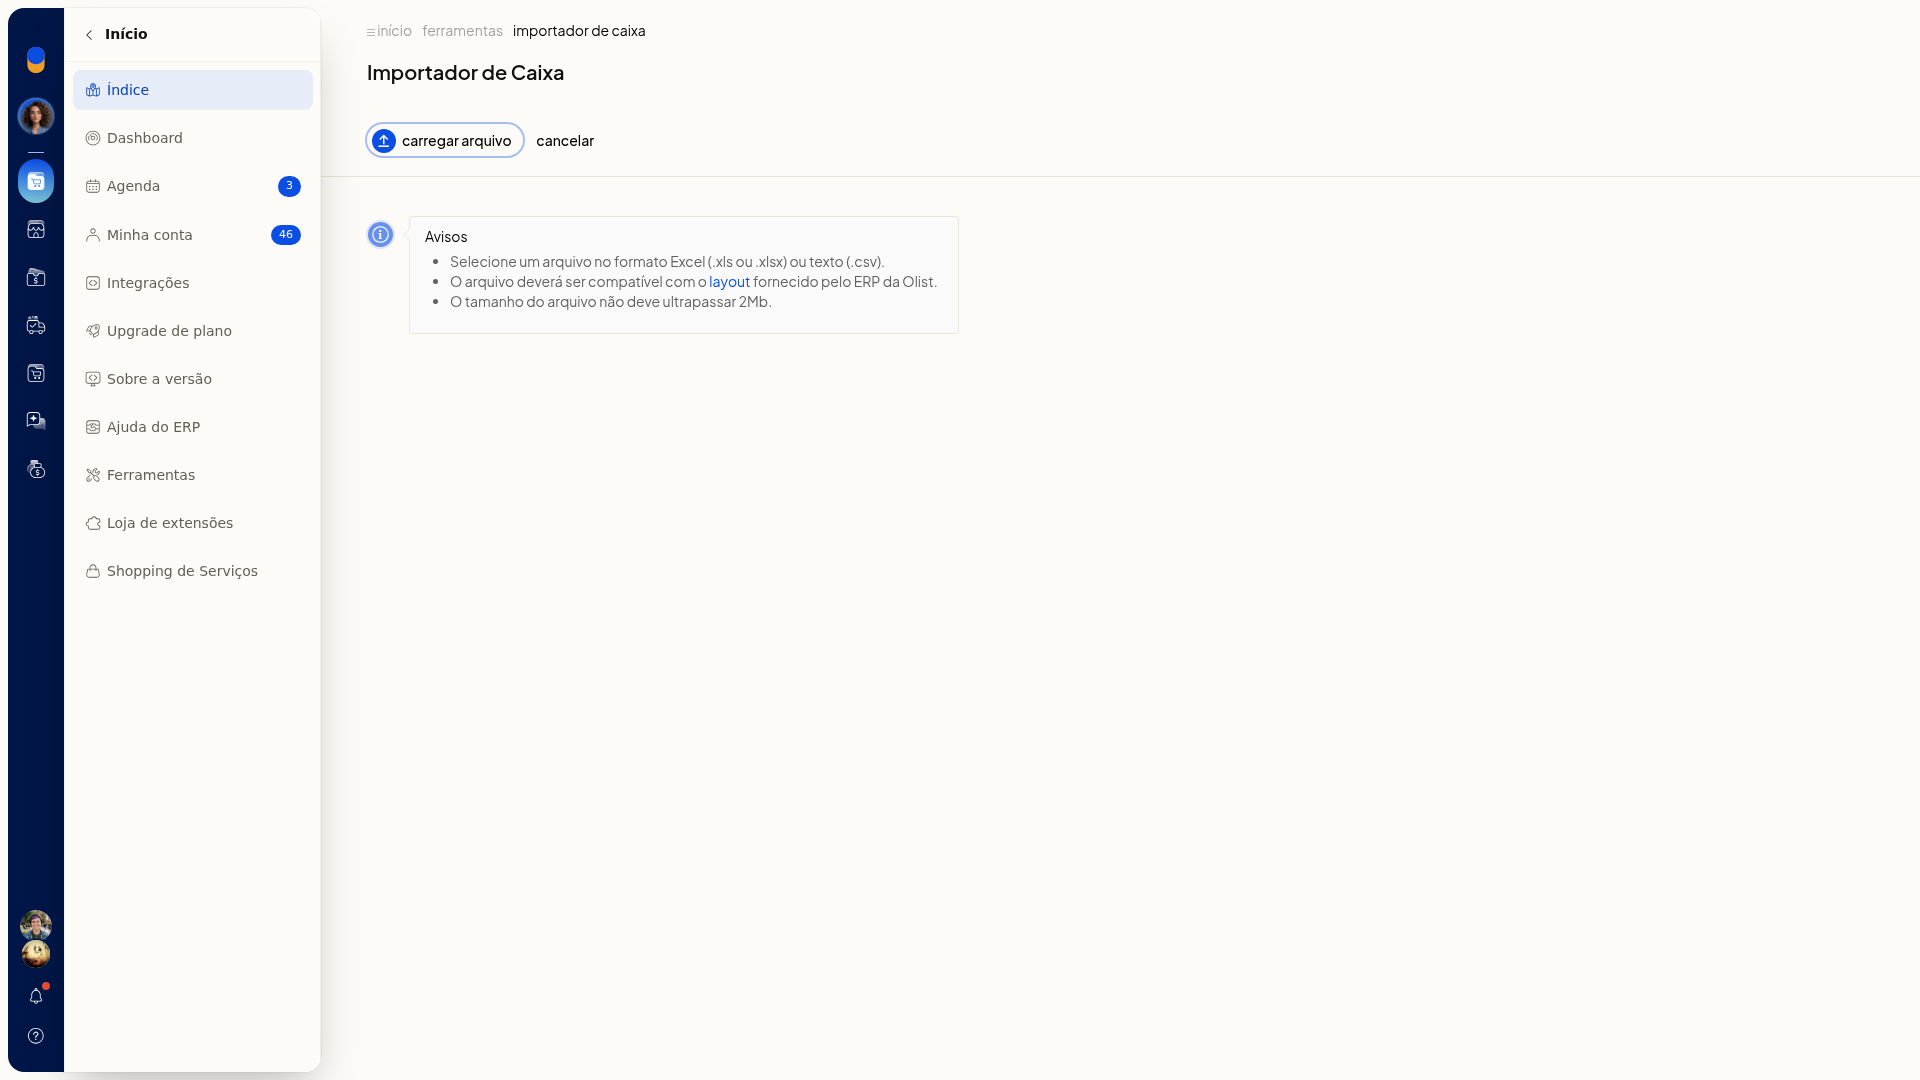 Início
Índice
Dashboard
Agenda
3
Minha conta
46
Integrações
Upgrade de plano
Sobre a versão
Ajuda do ERP
Ferramentas
Loja de extensões
Shopping de Serviços
início ferramentas importador de caixa
Importador de Caixa
carregar arquivo cancelar
Avisos
Selecione um arquivo no formato Excel (.xls ou .xlsx) ou texto (.csv).
O arquivo deverá ser compatível com o layout fornecido pelo ERP da Olist.
O tamanho do arquivo não deve ultrapassar 2Mb.